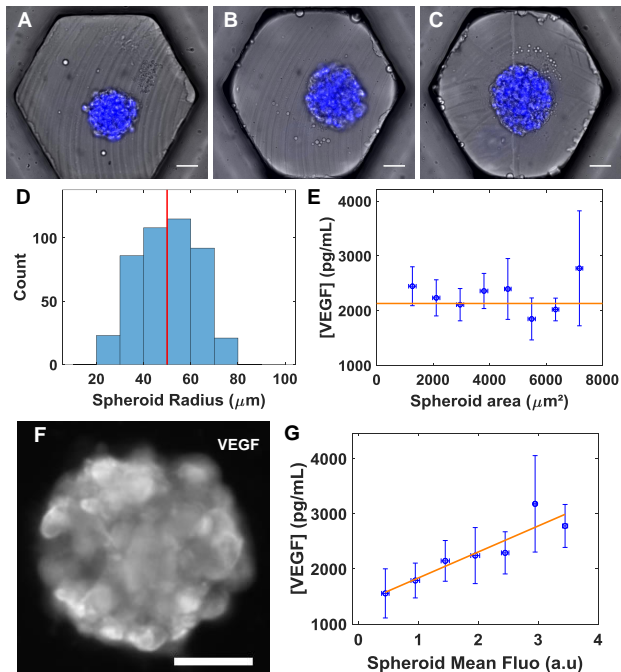 A
B
C
D
Count
100
50
0
20
40
60
80
100
Spheroid Radius (μm)
E
[VEGF] (pg/mL)
4000
3000
2000
1000
0
2000
4000
6000
8000
Spheroid area (μm²)
F
VEGF
G
[VEGF] (pg/mL)
4000
3000
2000
1000
0
1
2
3
4
Spheroid Mean Fluo (a.u)